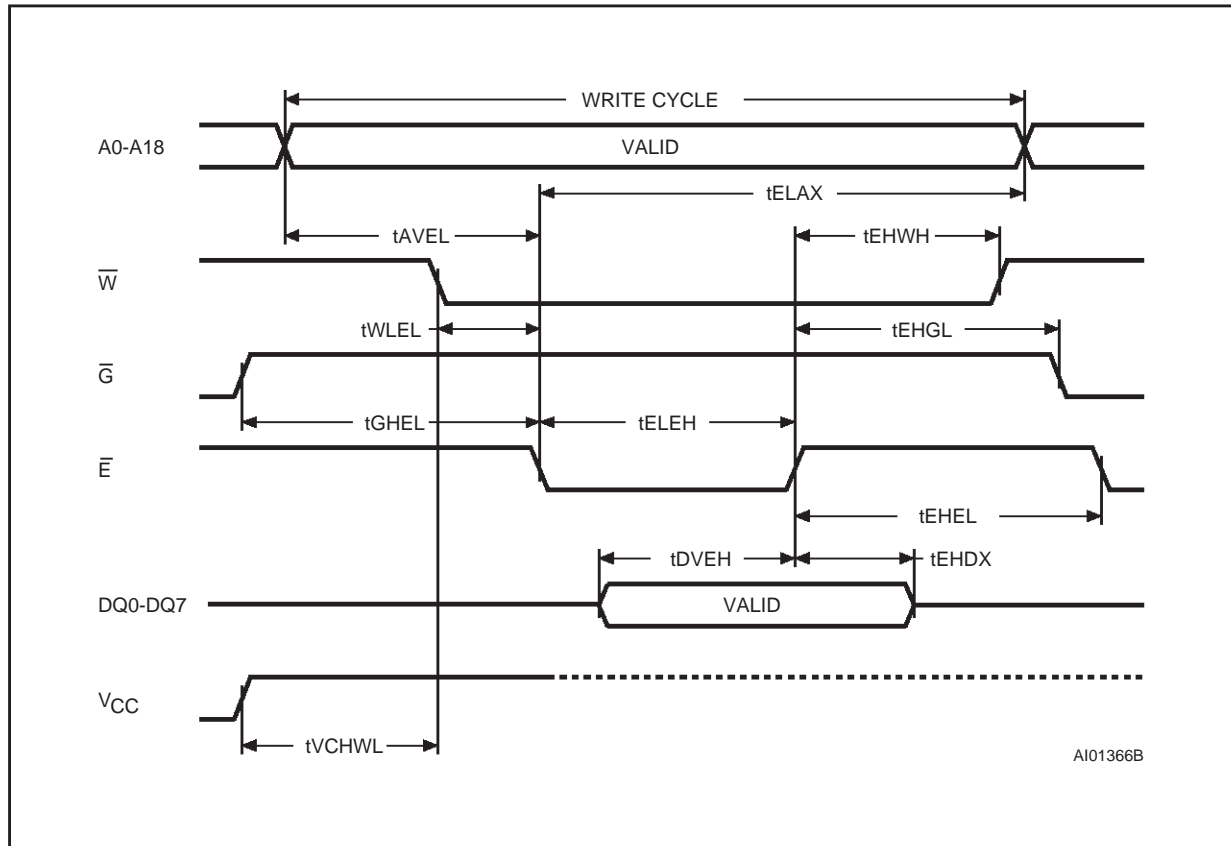 WRITE CYCLE
A0-A18
VALID
tELAX
tAVEL
tEHWH
W̅
tWLEL
tEHGL
G̅
tGHEL
tELEH
E̅
tEHEL
tDVEH
tEHDX
DQ0-DQ7
VALID
VCC
tVCHWL
AI01366B